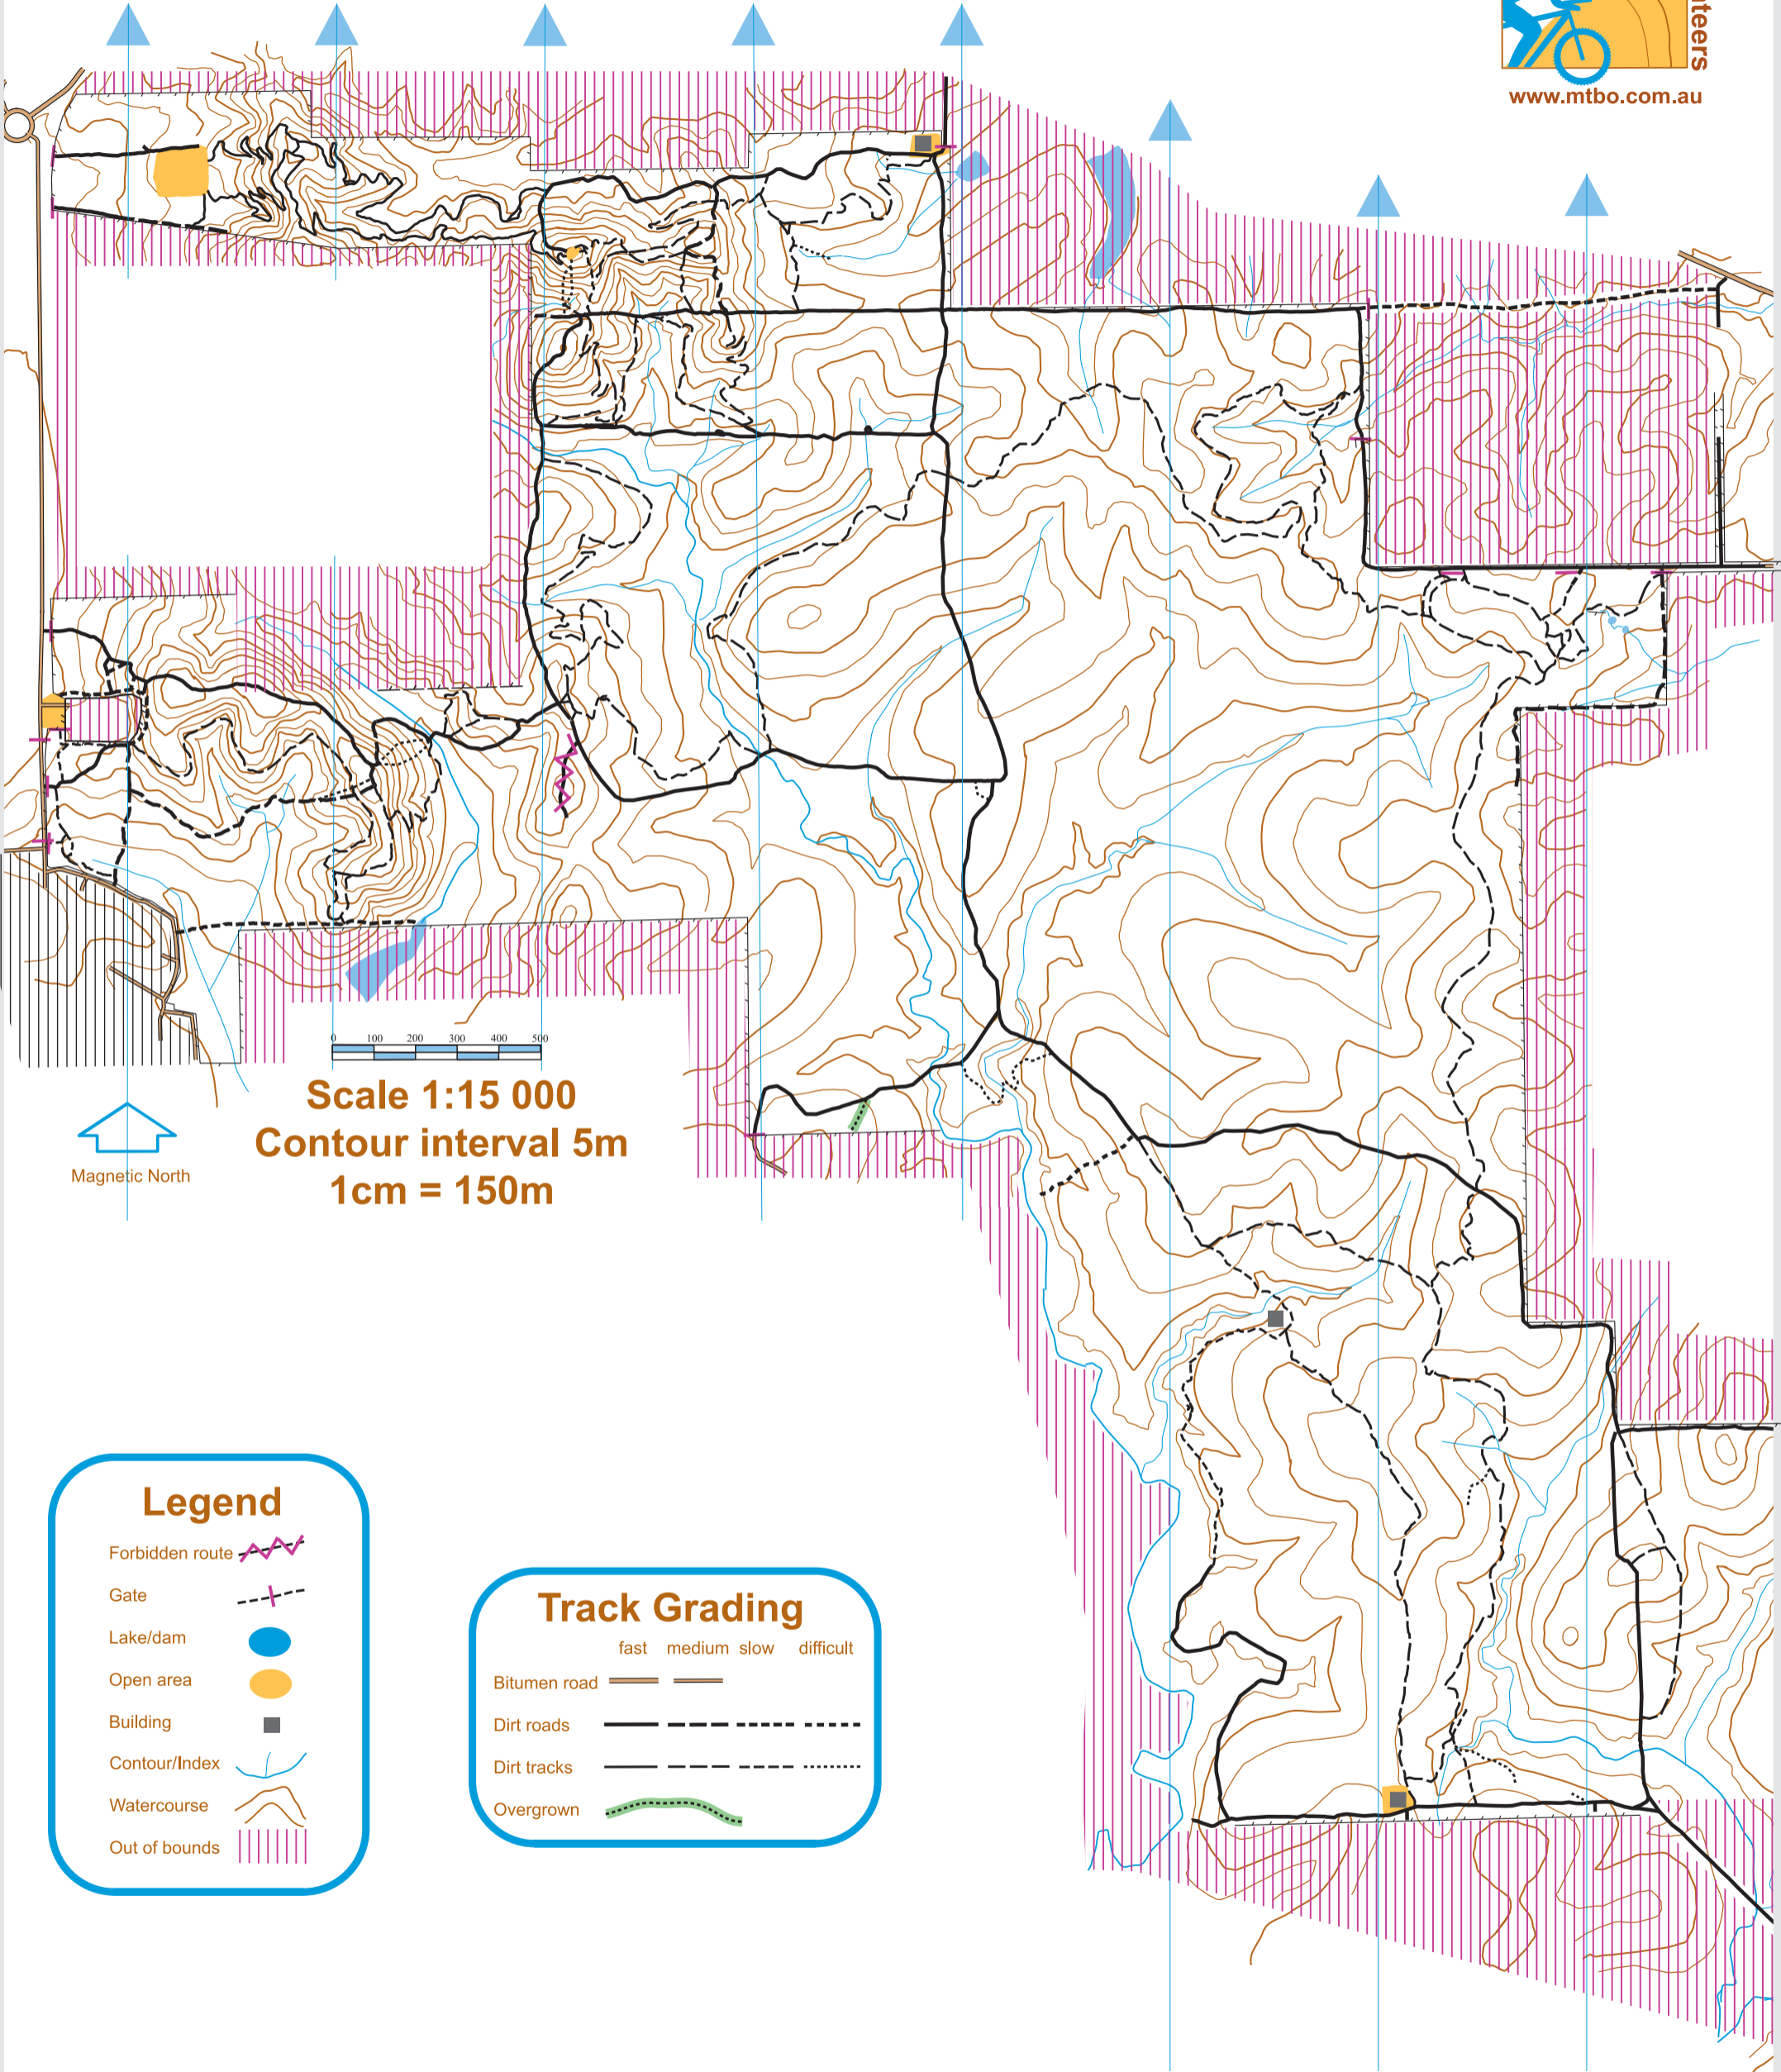 www.mtbo.com.au
0 100 200 300 400 500
Scale 1:15 000
Contour interval 5m
1cm = 150m
Magnetic North
Legend
Forbidden route
Gate
Lake/dam
Open area
Building
Contour/Index
Watercourse
Out of bounds
Track Grading
fast medium slow difficult
Bitumen road
Dirt roads
Dirt tracks
Overgrown